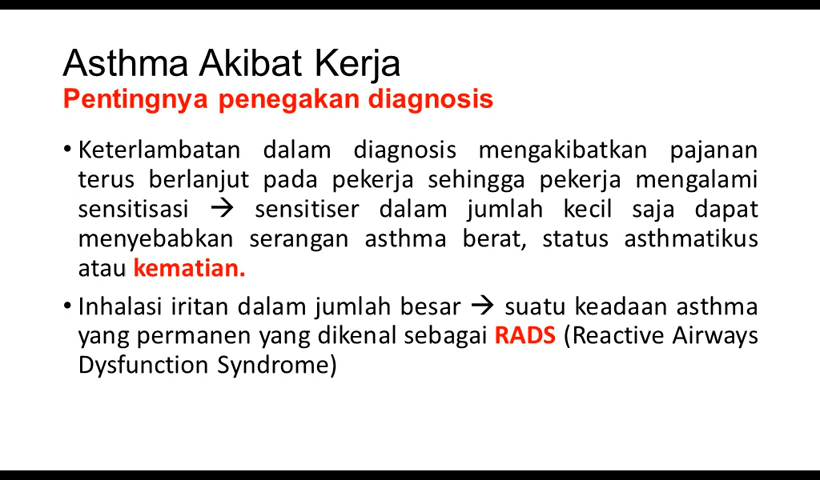 Asthma Akibat Kerja
Pentingnya penegakan diagnosis
• Keterlambatan dalam diagnosis mengakibatkan pajanan
terus berlanjut pada pekerja sehingga pekerja mengalami
sensitisasi → sensitiser dalam jumlah kecil saja dapat
menyebabkan serangan asthma berat, status asthmatikus
atau kematian.
• Inhalasi iritan dalam jumlah besar → suatu keadaan asthma
yang permanen yang dikenal sebagai RADS (Reactive Airways
Dysfunction Syndrome)